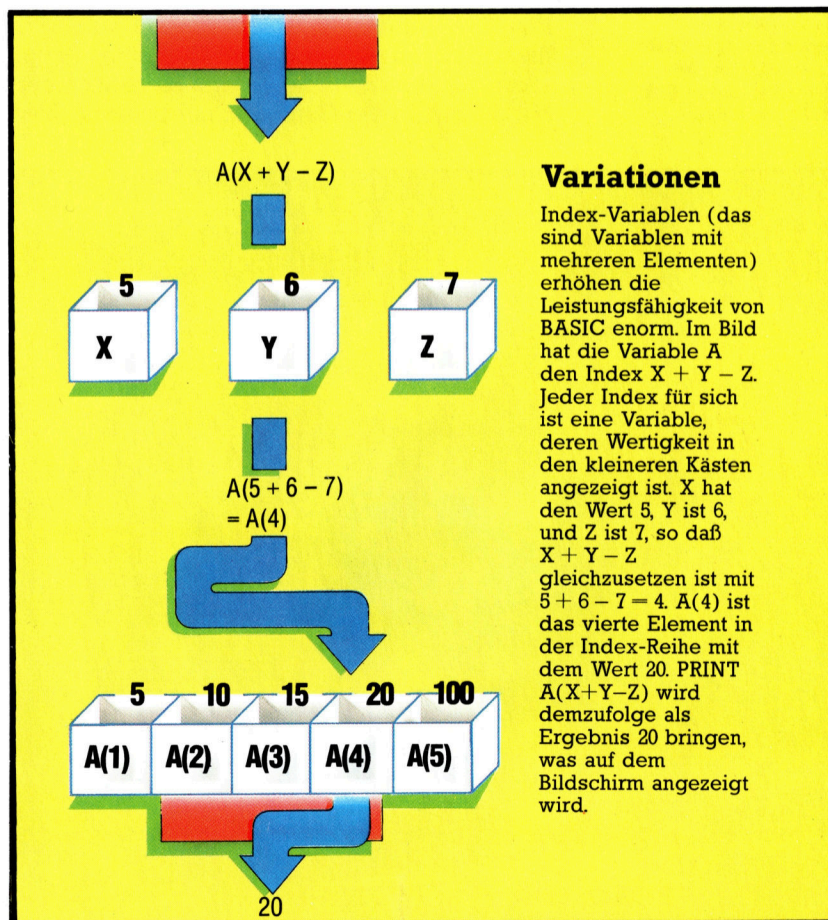 A(X + Y – Z)
5 6 7
X Y Z
A(5 + 6 – 7)
= A(4)
5 10 15 20 100
A(1) A(2) A(3) A(4) A(5)
20
Variationen
Index-Variablen (das
sind Variablen mit
mehreren Elementen)
erhöhen die
Leistungsfähigkeit von
BASIC enorm. Im Bild
hat die Variable A
den Index X + Y – Z.
Jeder Index für sich
ist eine Variable,
deren Wertigkeit in
den kleineren Kästen
angezeigt ist. X hat
den Wert 5, Y ist 6,
und Z ist 7, so daß
X + Y – Z
gleichzusetzen ist mit
5 + 6 – 7 = 4. A(4) ist
das vierte Element in
der Index-Reihe mit
dem Wert 20. PRINT
A(X+Y–Z) wird
demzufolge als
Ergebnis 20 bringen,
was auf dem
Bildschirm angezeigt
wird.